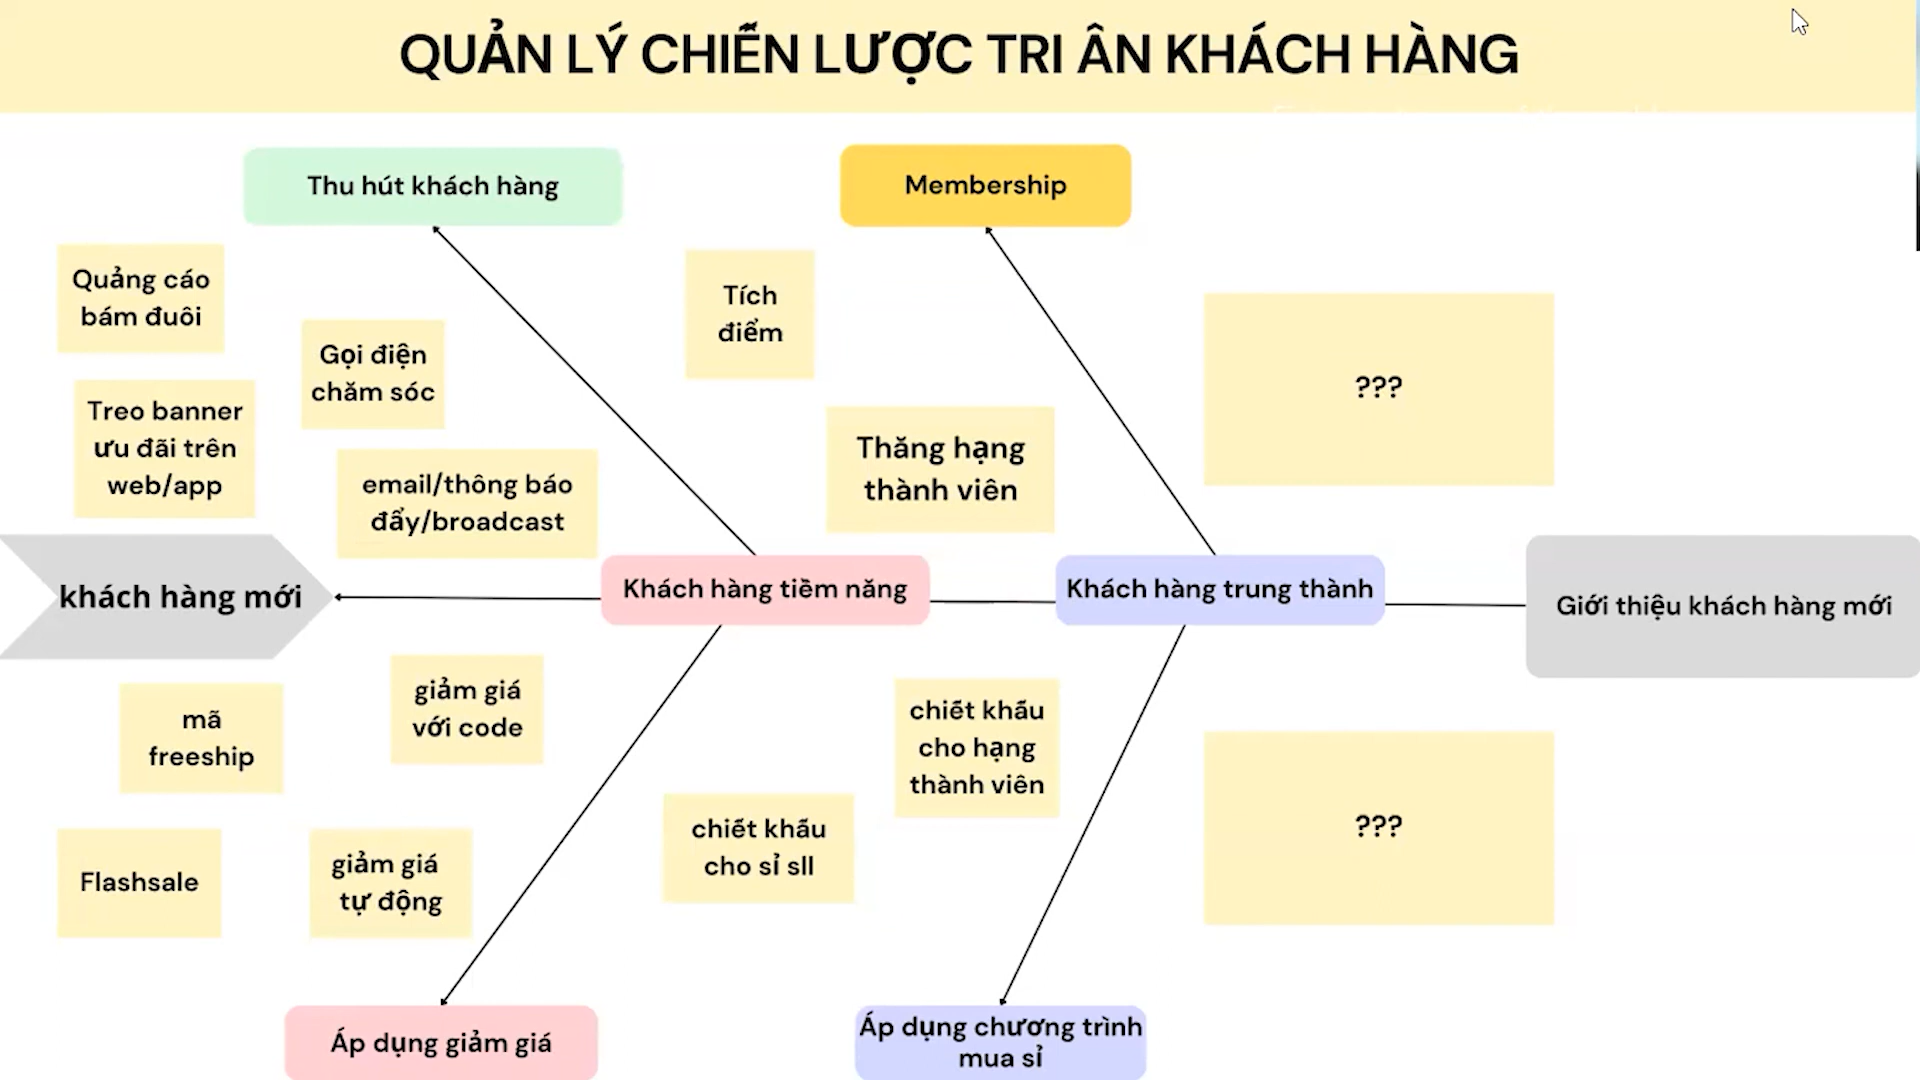 QUẢN LÝ CHIẾN LƯỢC TRI ÂN KHÁCH HÀNG
Thu hút khách hàng
Membership
Quảng cáo
bám đuôi
Tích
điểm
Gọi điện
chăm sóc
???
Treo banner
ưu đãi trên
web/app
Thăng hạng
thành viên
email/thông báo
đẩy/broadcast
khách hàng mới
Khách hàng tiềm năng
Khách hàng trung thành
Giới thiệu khách hàng mới
mã
freeship
giảm giá
với code
chiết khấu
cho hạng
thành viên
chiết khấu
cho sỉ sll
???
Flashsale
giảm giá
tự động
Áp dụng giảm giá
Áp dụng chương trình
mua sỉ